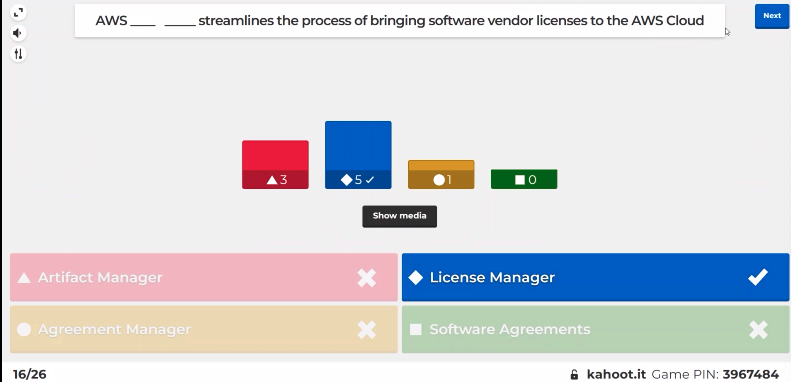 AWS ____ _____ streamlines the process of bringing software vendor licenses to the AWS Cloud
Next
3
5
1
0
Show media
Artifact Manager
License Manager
Agreement Manager
Software Agreements
16/26
kahoot.it Game PIN: 3967484